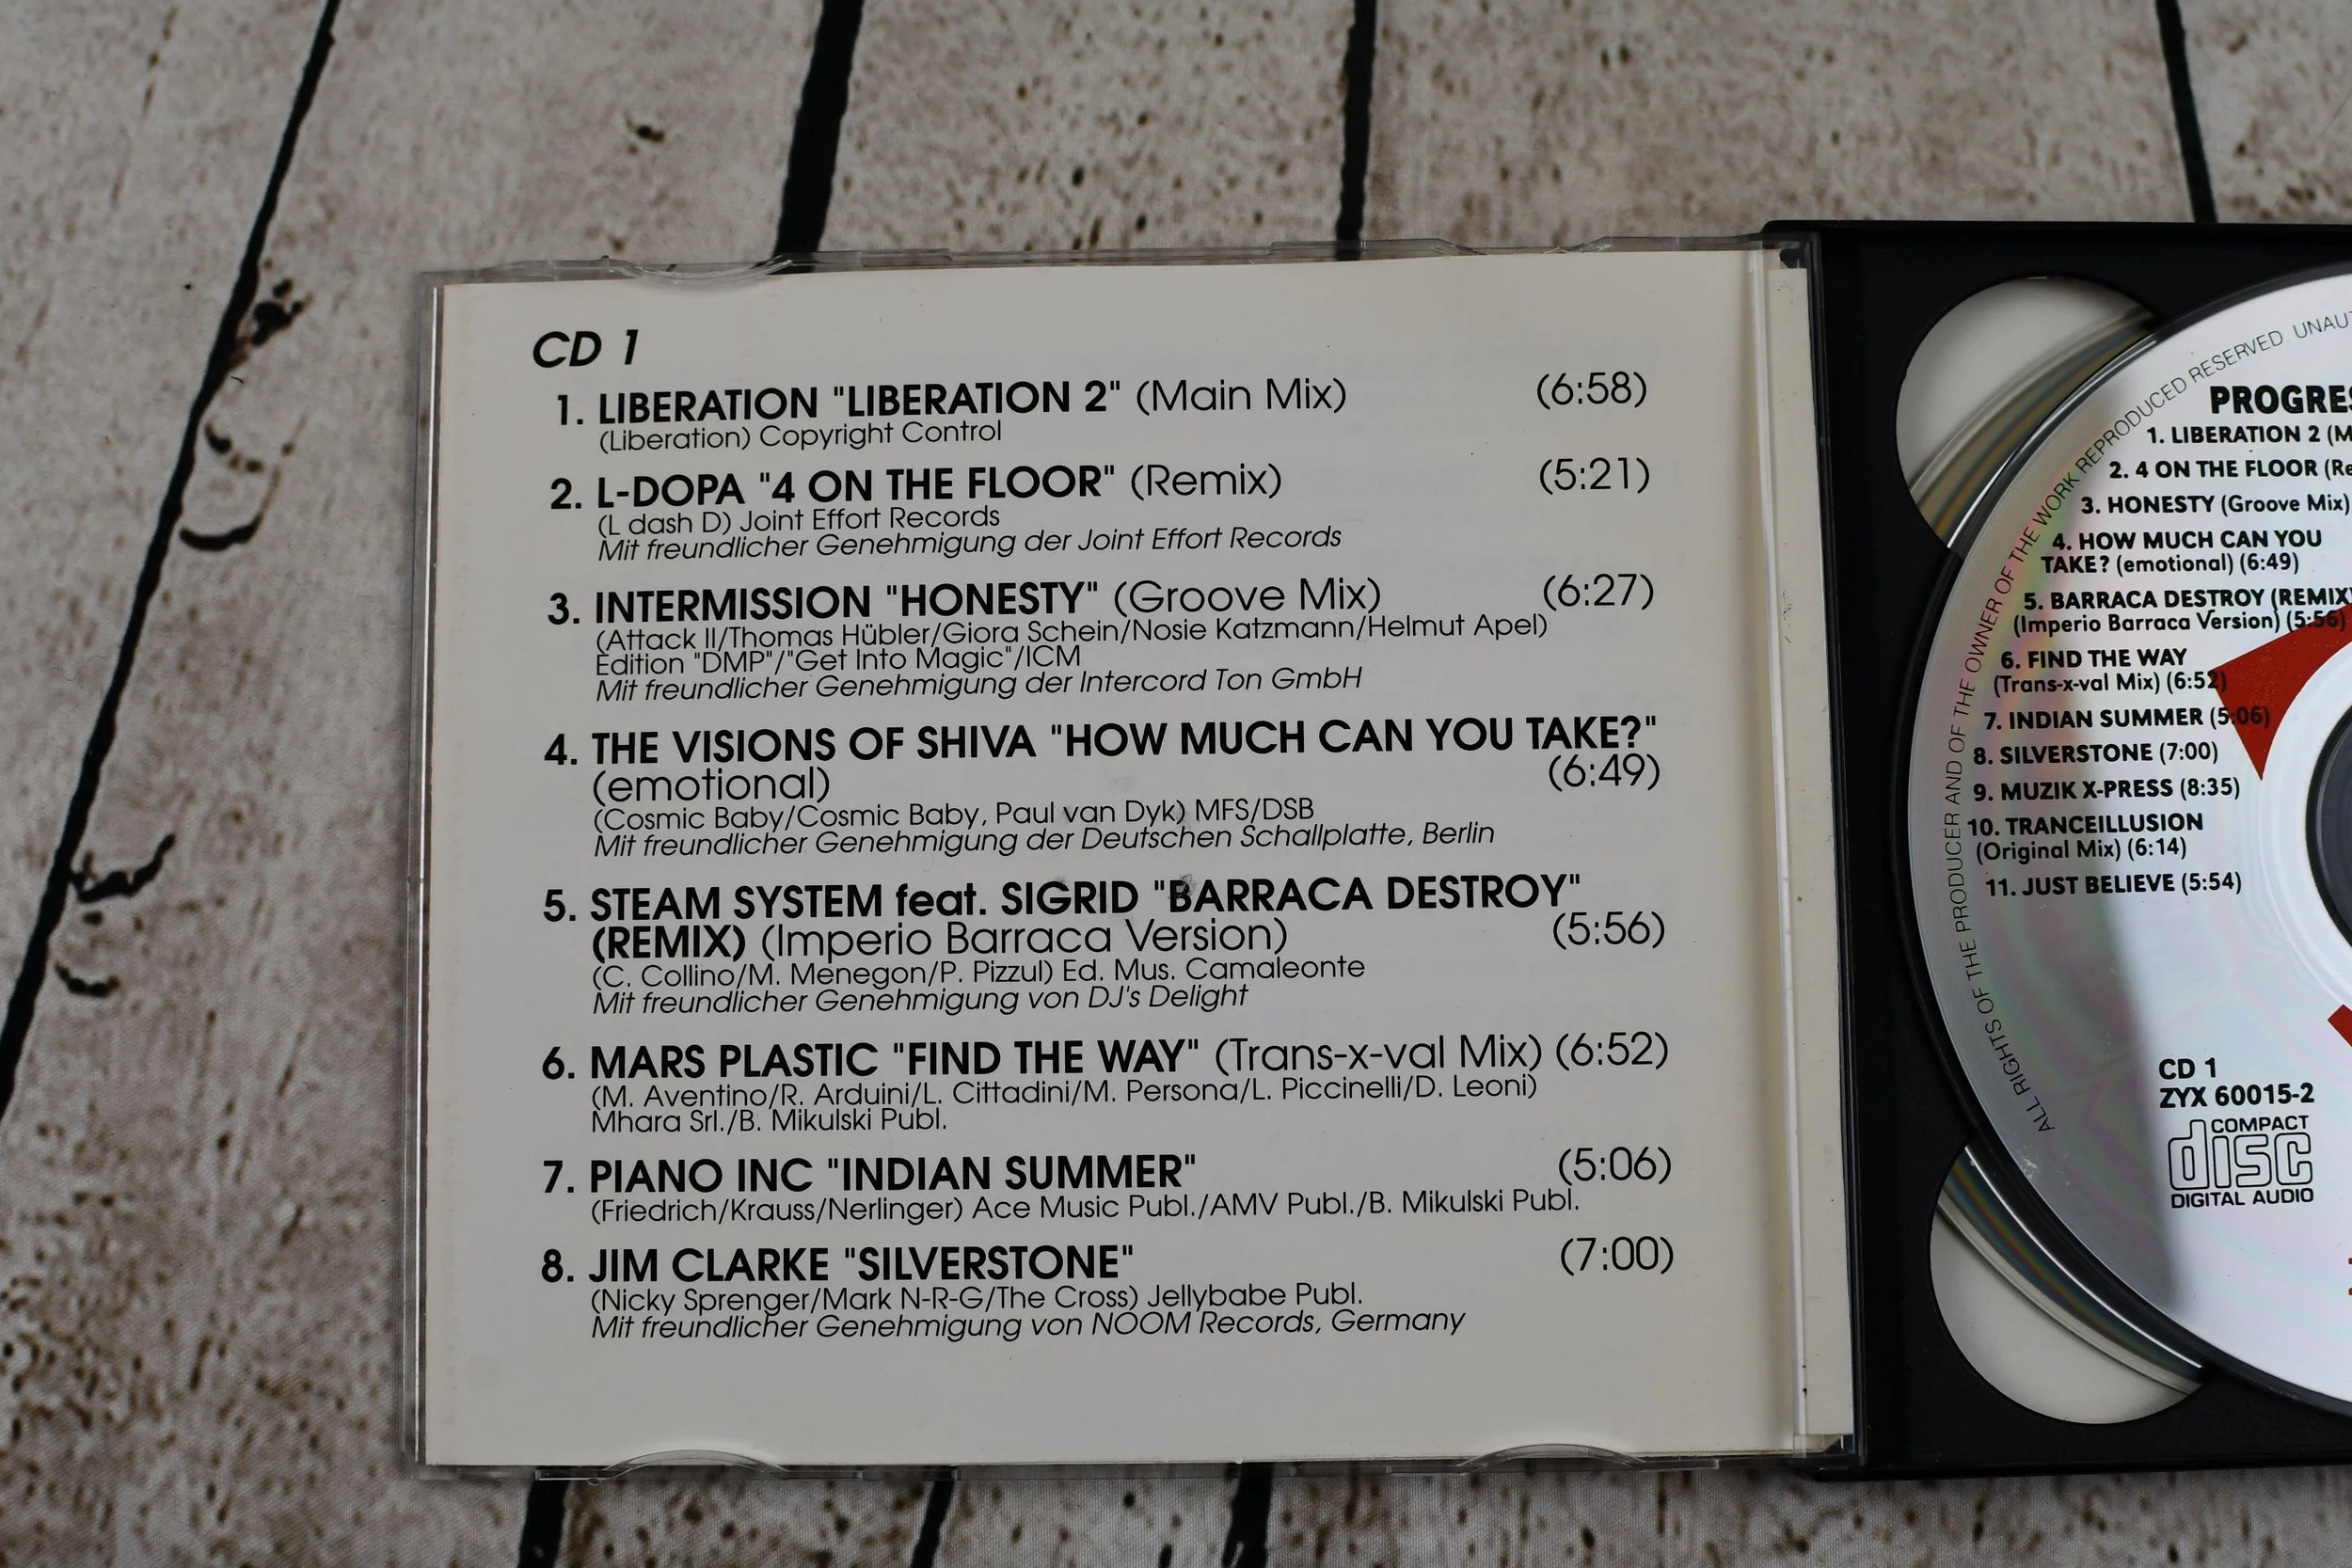 CD 1
1. LIBERATION "LIBERATION 2" (Main Mix) (6:58)
(Liberation) Copyright Control
2. L-DOPA "4 ON THE FLOOR" (Remix) (5:21)
(L dash D) Joint Effort Records
Mit freundlicher Genehmigung der Joint Effort Records
3. INTERMISSION "HONESTY" (Groove Mix) (6:27)
(Attack II/Thomas Hübler/Giora Schein/Nosie Katzmann/Helmut Apel)
Edition "DMP"/"Get Into Magic"/ICM
Mit freundlicher Genehmigung der Intercord Ton GmbH
4. THE VISIONS OF SHIVA "HOW MUCH CAN YOU TAKE?"
(emotional) (6:49)
(Cosmic Baby/Cosmic Baby, Paul van Dyk) MFS/DSB
Mit freundlicher Genehmigung der Deutschen Schallplatte, Berlin
5. STEAM SYSTEM feat. SIGRID "BARRACA DESTROY"
(REMIX) (Imperio Barraca Version) (5:56)
(C. Collino/M. Menegon/P. Pizzul) Ed. Mus. Camaleonte
Mit freundlicher Genehmigung von DJ's Delight
6. MARS PLASTIC "FIND THE WAY" (Trans-x-val Mix) (6:52)
(M. Aventino/R. Arduini/L. Cittadini/M. Persona/L. Piccinelli/D. Leoni)
Mhara Srl./B. Mikulski Publ.
7. PIANO INC "INDIAN SUMMER" (5:06)
(Friedrich/Krauss/Nerlinger) Ace Music Publ./AMV Publ./B. Mikulski Publ.
8. JIM CLARKE "SILVERSTONE" (7:00)
(Nicky Sprenger/Mark N-R-G/The Cross) Jellybabe Publ.
Mit freundlicher Genehmigung von NOOM Records, Germany
ALL RIGHTS OF THE PRODUCER AND OF THE OWNER OF THE WORK REPRODUCED RESERVED. UNAUT
PROGRES
1. LIBERATION 2 (M
2. 4 ON THE FLOOR (Re
3. HONESTY (Groove Mix)
4. HOW MUCH CAN YOU
TAKE? (emotional) (6:49)
5. BARRACA DESTROY (REMIX)
(Imperio Barraca Version) (5:56)
6. FIND THE WAY
(Trans-x-val Mix) (6:52)
7. INDIAN SUMMER (5:06)
8. SILVERSTONE (7:00)
9. MUZIK X-PRESS (8:35)
10. TRANCEILLUSION
(Original Mix) (6:14)
11. JUST BELIEVE (5:54)
CD 1
ZYX 60015-2
COMPACT
disc
DIGITAL AUDIO